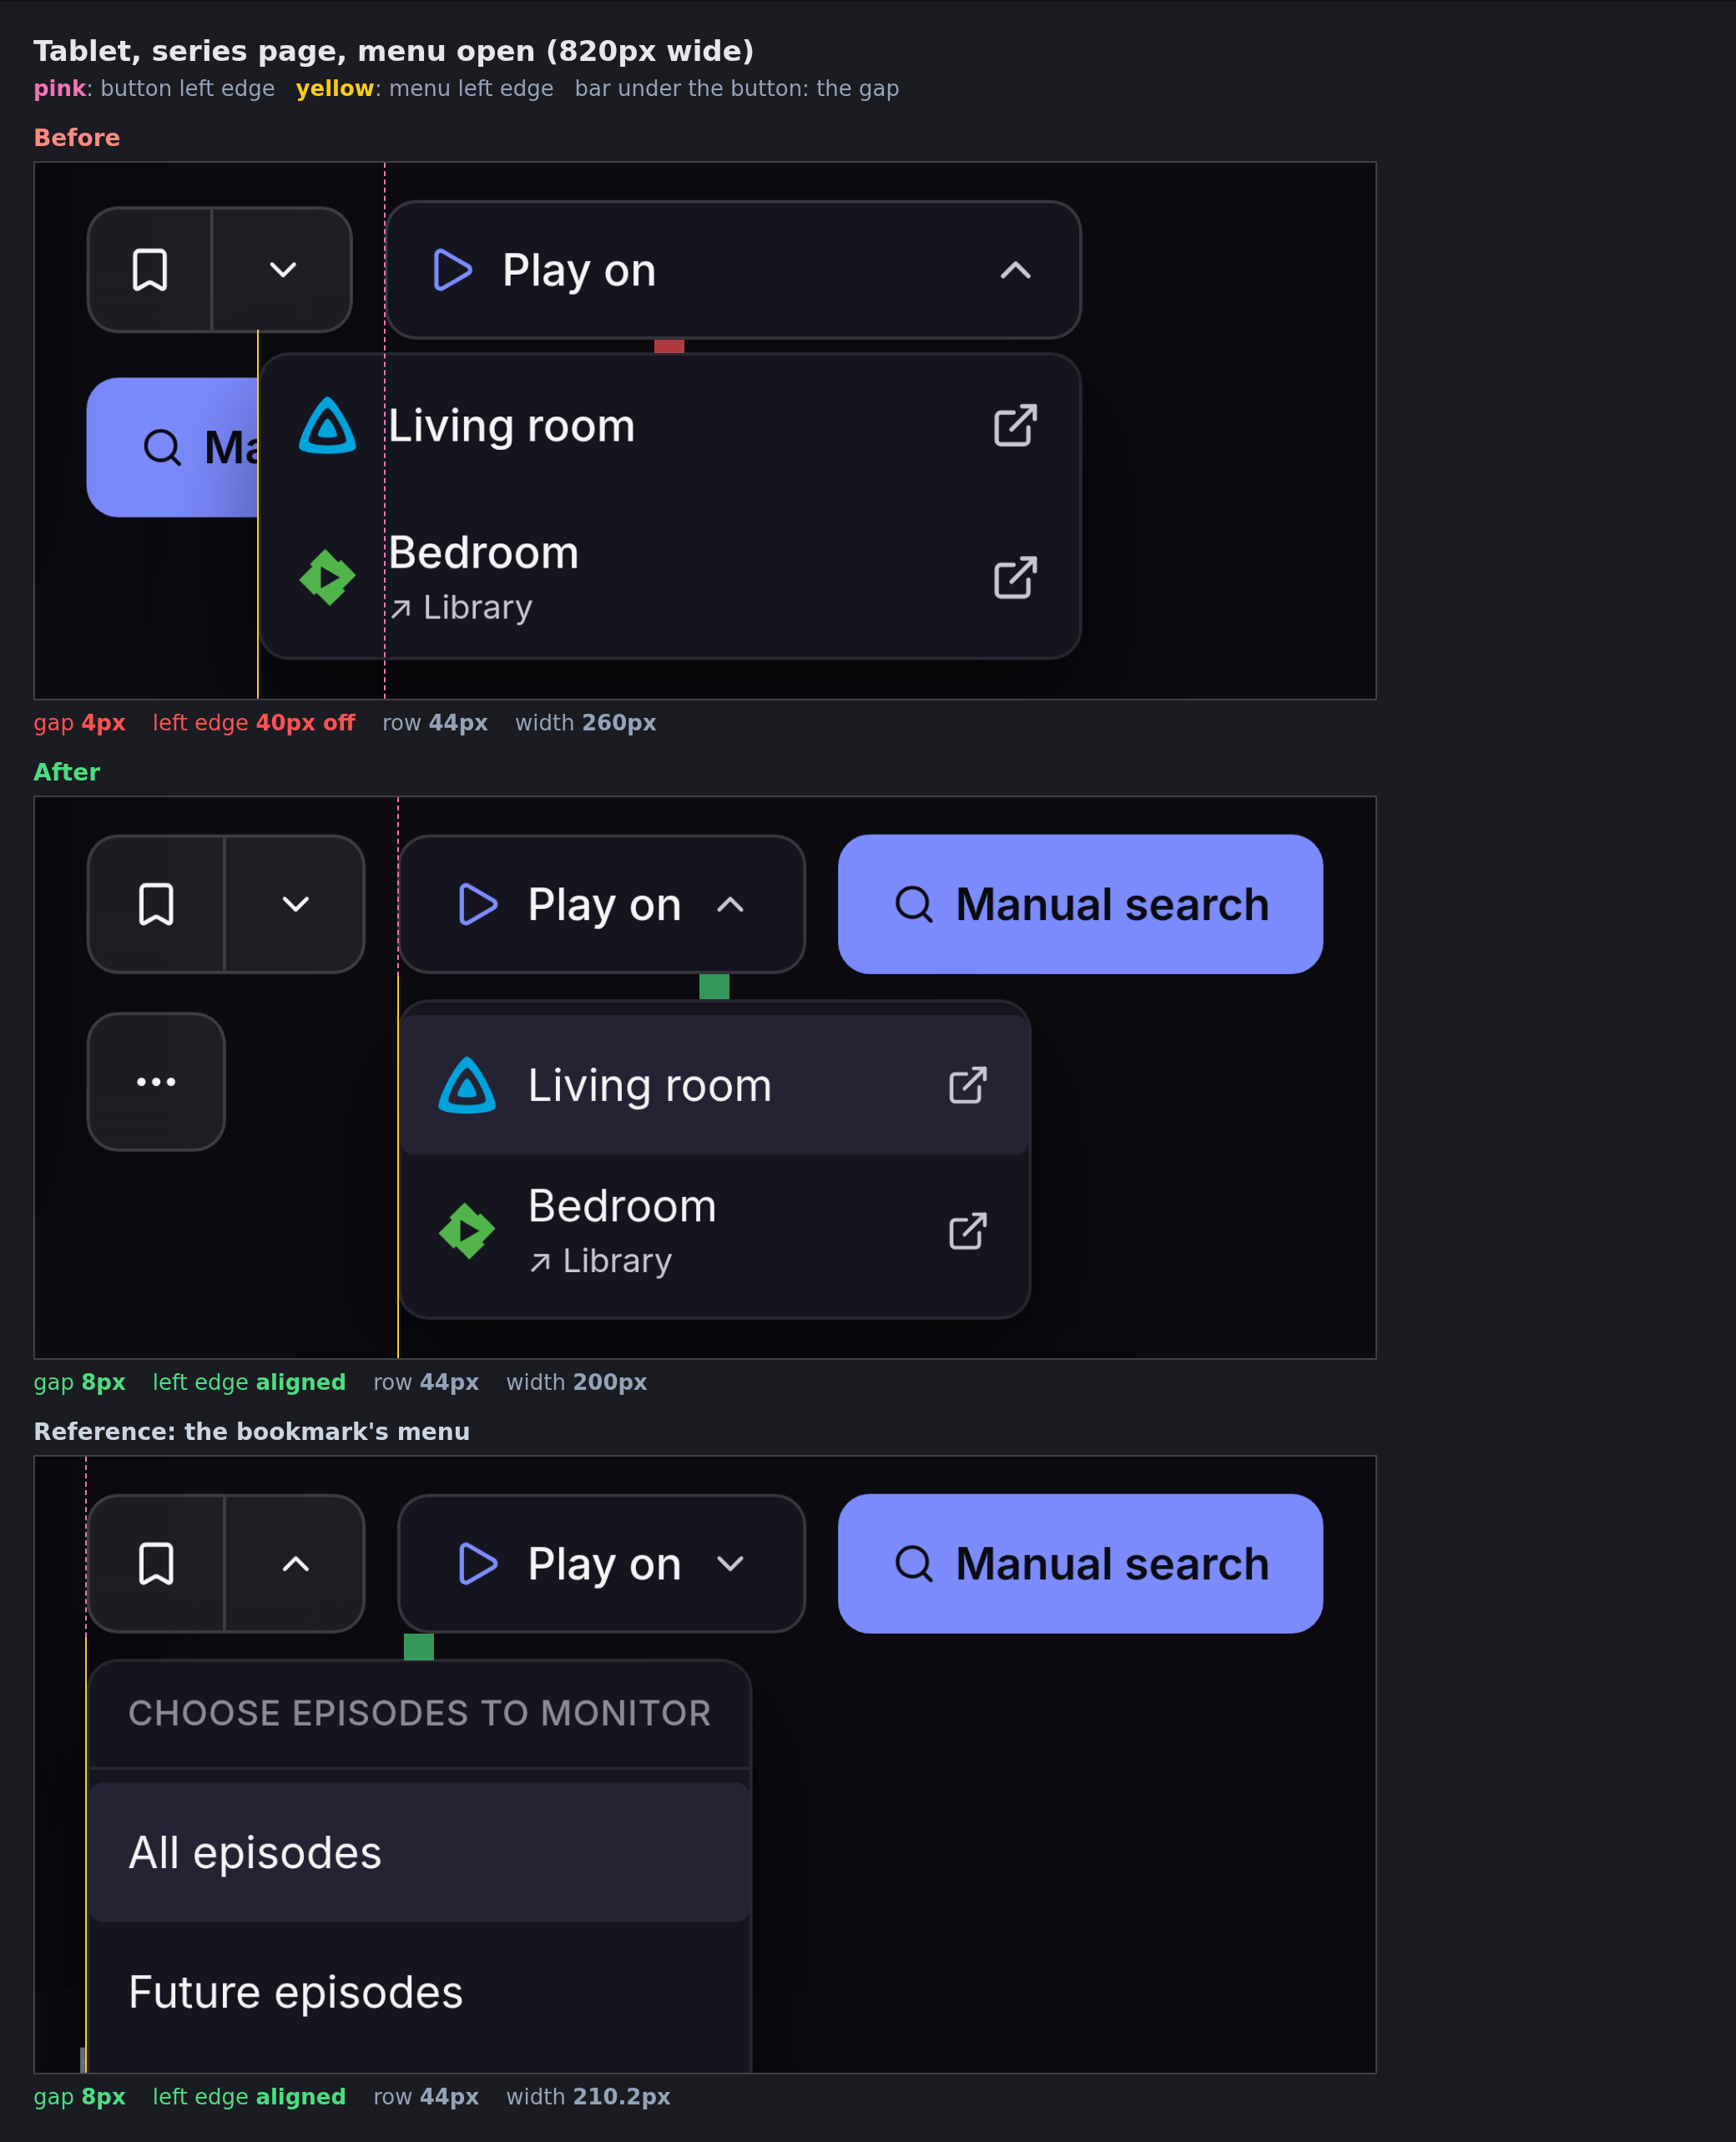 Tablet, series page, menu open (820px wide)
pink: button left edge   yellow: menu left edge   bar under the button: the gap
Before
Play on
Living room
Ma
Bedroom
Library
gap 4px   left edge 40px off   row 44px   width 260px
After
Play on   Manual search
Living room
Bedroom
Library
gap 8px   left edge aligned   row 44px   width 200px
Reference: the bookmark's menu
Play on   Manual search
CHOOSE EPISODES TO MONITOR
All episodes
Future episodes
gap 8px   left edge aligned   row 44px   width 210.2px